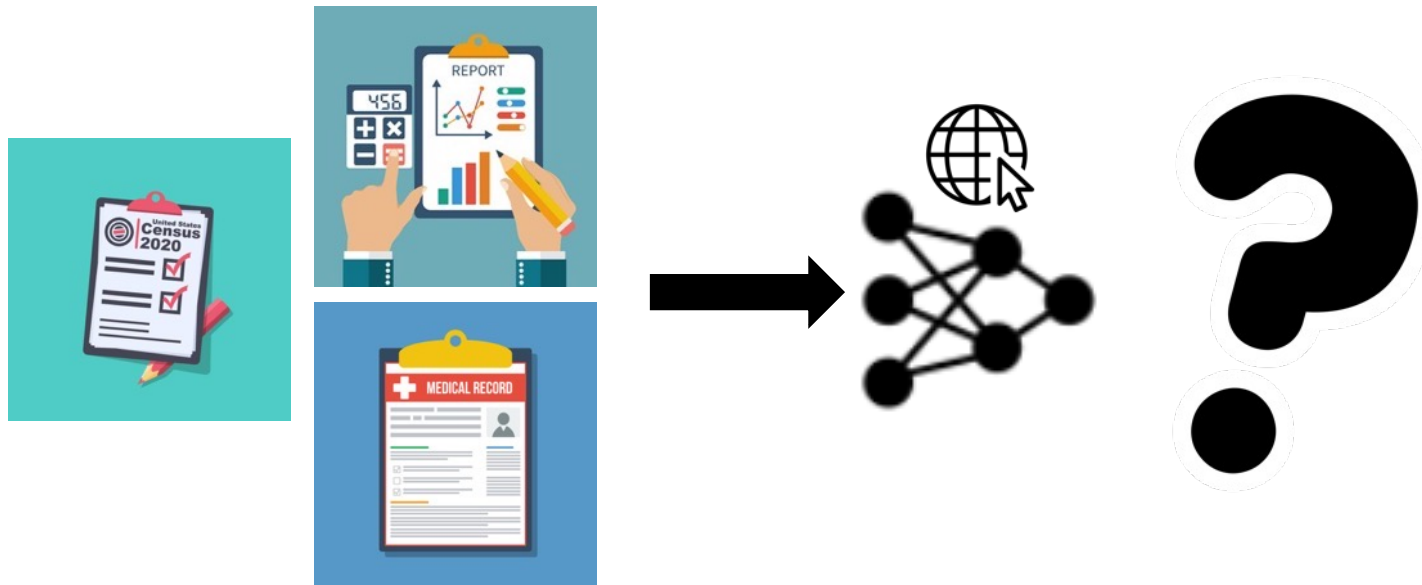 United States
Census
2020
REPORT
456
MEDICAL RECORD